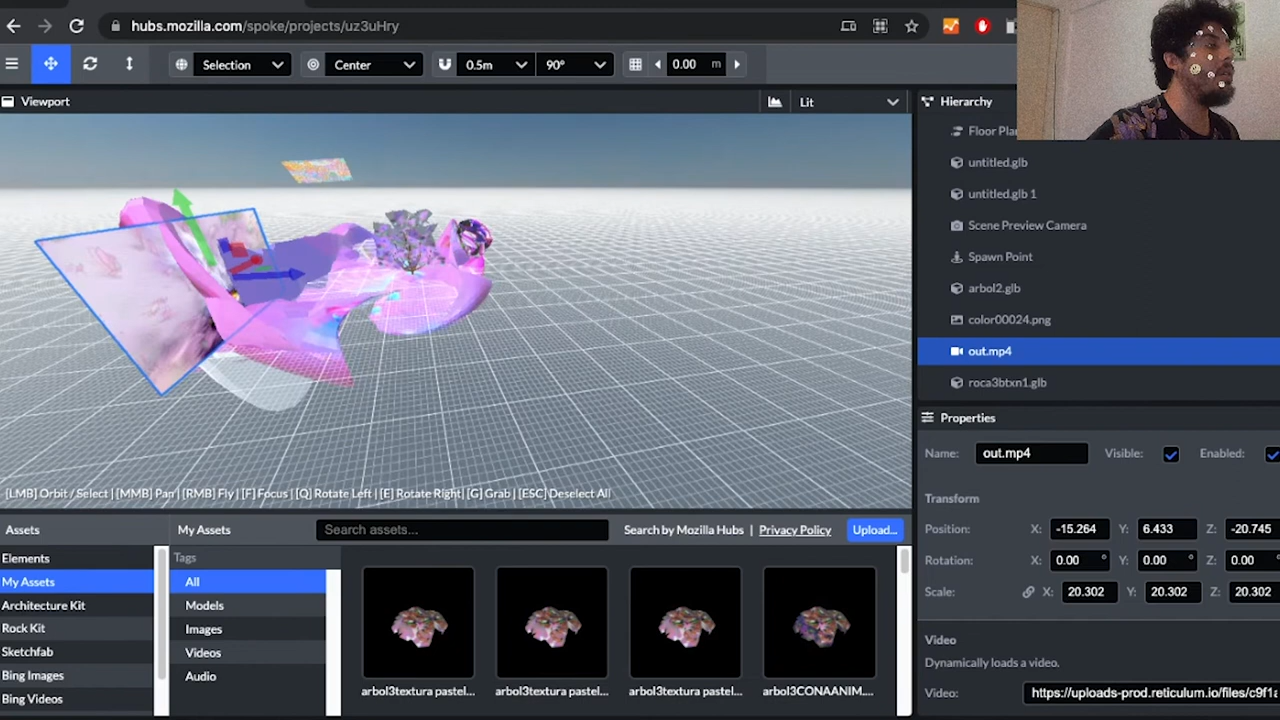 hubs.mozilla.com/spoke/projects/uz3uHry
Selection
Center
0.5m
90°
0.00 m
Viewport
Lit
Hierarchy
Floor Plan
untitled.glb
untitled.glb 1
Scene Preview Camera
Spawn Point
arbol2.glb
color00024.png
out.mp4
roca3btxn1.glb
Properties
Name: out.mp4 Visible: Enabled:
Transform
Position: X: -15.264 Y: 6.433 Z: -20.745
Rotation: X: 0.00 ° Y: 0.00 ° Z: 0.00
Scale: X: 20.302 Y: 20.302 Z: 20.302
Video
Dynamically loads a video.
Video: https://uploads-prod.reticulum.io/files/c9f1a
[LMB] Orbit / Select | [MMB] Pan | [RMB] Fly | [F] Focus | [Q] Rotate Left | [E] Rotate Right | [G] Grab | [ESC] Deselect All
Assets
My Assets
Search assets...
Search by Mozilla Hubs | Privacy Policy
Upload...
Elements
My Assets
Architecture Kit
Rock Kit
Sketchfab
Bing Images
Bing Videos
Tags
All
Models
Images
Videos
Audio
arbol3textura pastel...
arbol3textura pastel...
arbol3textura pastel...
arbol3CONAANIM....